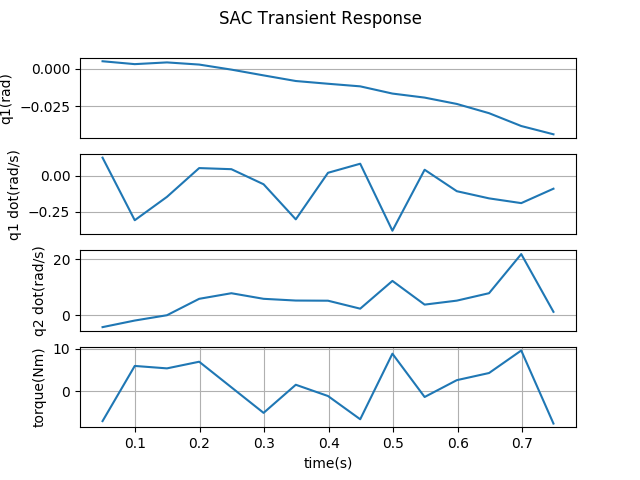 SAC Transient Response
q1(rad)
0.000
−0.025
q1 dot(rad/s)
0.00
−0.25
q2 dot(rad/s)
20
0
torque(Nm)
10
0
0.1 0.2 0.3 0.4 0.5 0.6 0.7
time(s)